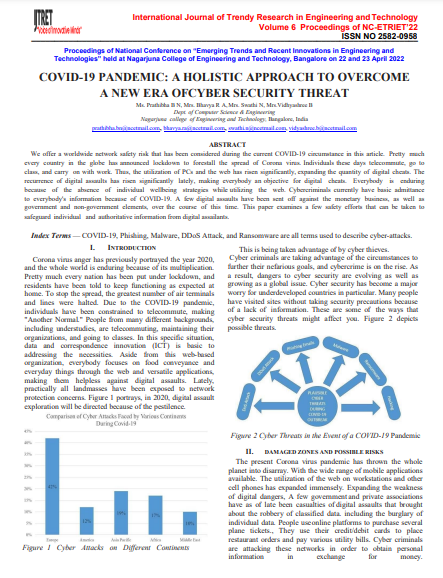 IJTRET
"Voice of Innovative Minds"
International Journal of Trendy Research in Engineering and Technology
Volume 6 Proceedings of NC-ETRIET'22
ISSN NO 2582-0958
Proceedings of National Conference on "Emerging Trends and Recent Innovations in Engineering and
Technologies" held at Nagarjuna College of Engineering and Technology, Bangalore on 22 and 23 April 2022
COVID-19 PANDEMIC: A HOLISTIC APPROACH TO OVERCOME
A NEW ERA OFCYBER SECURITY THREAT
Ms. Prathibha B N, Mrs. Bhavya R A, Mrs. Swathi N, Mrs.Vidhyashree B
Dept. of Computer Science & Engineering
Nagarjuna college of Engineering and Technology, Bangalore, India
prathibha.bn@ncetmail.com, bhavya.ra@ncetmail.com, swathi.n@ncetmail.com, vidyashree.b@ncetmail.com
ABSTRACT
We offer a worldwide network safety risk that has been considered during the current COVID-19 circumstance in this article. Pretty much
every country in the globe has announced lockdown to forestall the spread of Corona virus. Individuals these days telecommute, go to
class, and carry on with work. Thus, the utilization of PCs and the web has risen significantly, expanding the quantity of cyber threats. The
recurrence of digital assaults has risen significantly lately, making everybody an objective for digital cheats. Everybody is enduring
because of the absence of individual wellbeing strategies while utilizing the web. Cybercriminals currently have basic admittance
to everybody's information because of COVID-19. A few digital assaults have been sent off against the monetary business, as well as
government and non-government elements, over the course of this time. This paper examines a few safety efforts that can be taken to
safeguard individual and authoritative information from digital assailants.
Index Terms — COVID-19, Phishing, Malware, DDoS Attack, and Ransomware are all terms used to describe cyber-attacks.
I. INTRODUCTION
Corona virus anger has previously portrayed the year 2020,
and the whole world is enduring because of its multiplication.
Pretty much every nation has been put under lockdown, and
residents have been told to keep functioning as expected at
home. To stop the spread, the greatest number of air terminals
and lines were halted. Due to the COVID-19 pandemic,
individuals have been constrained to telecommute, making
"Another Normal." People from many different backgrounds,
including understudies, are telecommuting, maintaining their
organizations, and going to classes. In this specific situation,
data and correspondence innovation (ICT) is basic to
addressing the necessities. Aside from this web-based
organization, everybody focuses on food conveyance and
everyday things through the web and versatile applications,
making them helpless against digital assaults. Lately,
practically all landmasses have been exposed to network
protection concerns. Figure 1 portrays, in 2020, digital assault
exploration will be directed because of the pestilence.
Comparison of Cyber Attacks Faced by Various Continents
During Covid-19
45%
40%
35%
30%
25%
20%
15%
10%
5%
0%
42%
12%
19%
17%
10%
Europe
America
Asia Pacific
Africa
Middle East
Figure 1 Cyber Attacks on Different Continents
This is being taken advantage of by cyber thieves.
Cyber criminals are taking advantage of the circumstances to
further their nefarious goals, and cybercrime is on the rise. As
a result, dangers to cyber security are evolving as well as
growing as a global issue. Cyber security has become a major
worry for underdeveloped countries in particular. Many people
have visited sites without taking security precautions because
of a lack of information. These are some of the ways that
cyber security threats might affect you. Figure 2 depicts
possible threats.
Phishing Emails
Malware
Ransomware
CYBER
THREATS
DURING
COVID-19
Figure 2 Cyber Threats in the Event of a COVID-19 Pandemic
II. DAMAGED ZONES AND POSSIBLE RISKS
The present Corona virus pandemic has thrown the whole
planet into disarray. With the wide range of mobile applications
available. The utilization of the web on workstations and other
cell phones has expanded immensely. Expanding the weakness
of digital dangers, A few government and private associations
have as of late been casualties of digital assaults that brought
about the robbery of classified data. including the burglary of
individual data. People useonline platforms to purchase several
plane tickets., They use their credit/debit cards to place
restaurant orders and pay various utility bills. Cyber criminals
are attacking these networks in order to obtain personal
information in exchange for money.